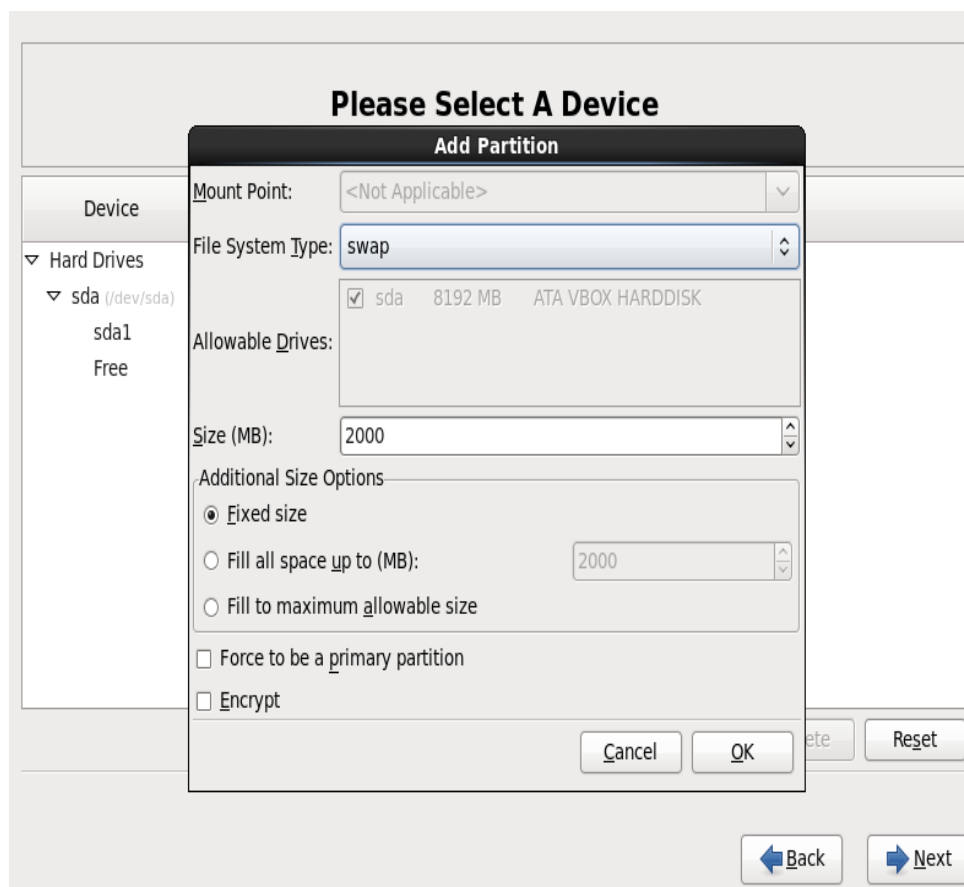 Please Select A Device
Add Partition
Device
Hard Drives
sda (/dev/sda)
sda1
Free
Mount Point: <Not Applicable>
File System Type: swap
Allowable Drives:
sda 8192 MB ATA VBOX HARDDISK
Size (MB): 2000
Additional Size Options
Fixed size
Fill all space up to (MB): 2000
Fill to maximum allowable size
Force to be a primary partition
Encrypt
Cancel OK
ete Reset
Back Next